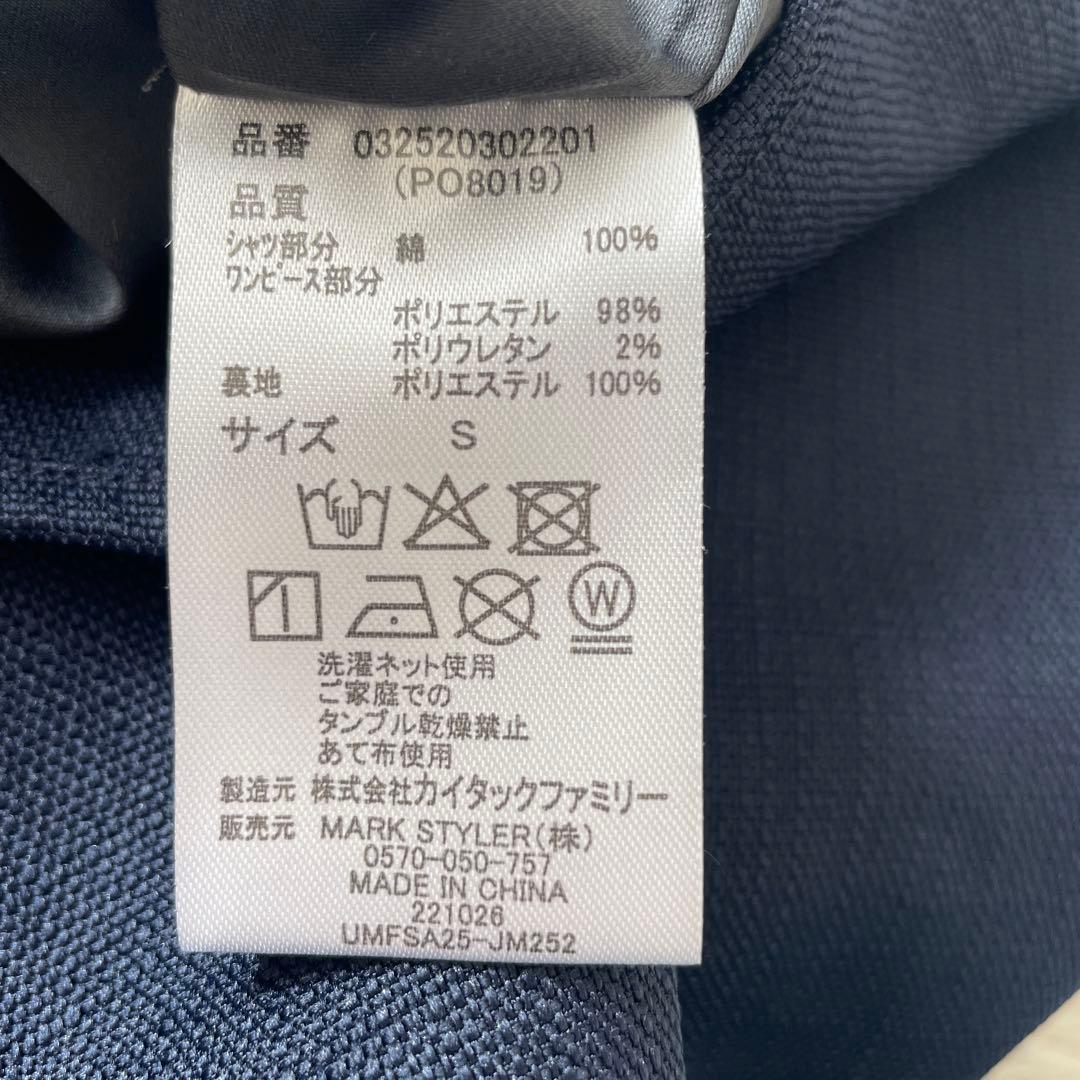 品番 032520302201
(PO8019)
品質
シャツ部分 綿 100%
ワンピース部分
ポリエステル 98%
ポリウレタン 2%
裏地 ポリエステル 100%
サイズ S
W
洗濯ネット使用
ご家庭での
タンブル乾燥禁止
あて布使用
製造元 株式会社カイタックファミリー
販売元 MARK STYLER(株)
0570-050-757
MADE IN CHINA
221026
UMFSA25-JM252